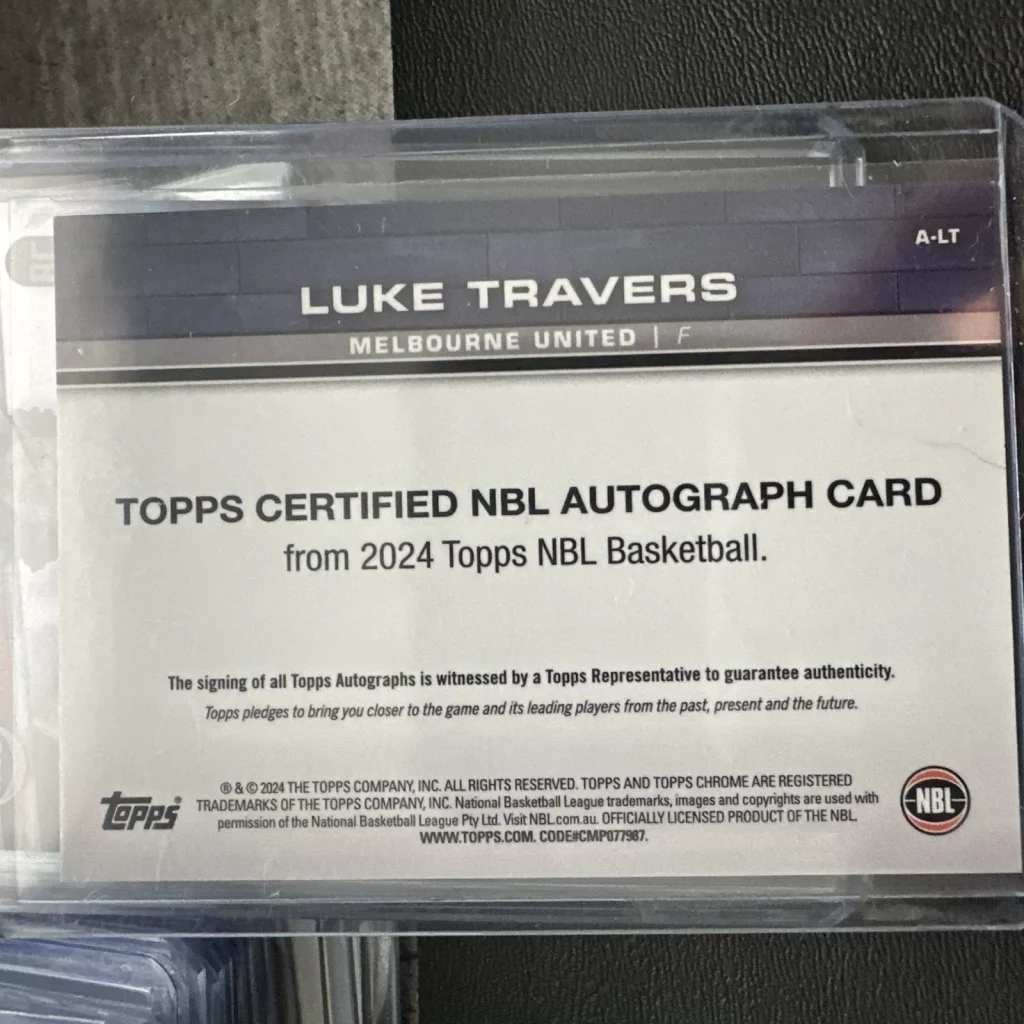 A-LT
LUKE TRAVERS
MELBOURNE UNITED | F
TOPPS CERTIFIED NBL AUTOGRAPH CARD
from 2024 Topps NBL Basketball.
The signing of all Topps Autographs is witnessed by a Topps Representative to guarantee authenticity.
Topps pledges to bring you closer to the game and its leading players from the past, present and the future.
® & © 2024 THE TOPPS COMPANY, INC. ALL RIGHTS RESERVED. TOPPS AND TOPPS CHROME ARE REGISTERED
TRADEMARKS OF THE TOPPS COMPANY, INC. National Basketball League trademarks, images and copyrights are used with
permission of the National Basketball League Pty Ltd. Visit NBL.com.au. OFFICIALLY LICENSED PRODUCT OF THE NBL.
WWW.TOPPS.COM. CODE#CMP077987.
topps
NBL